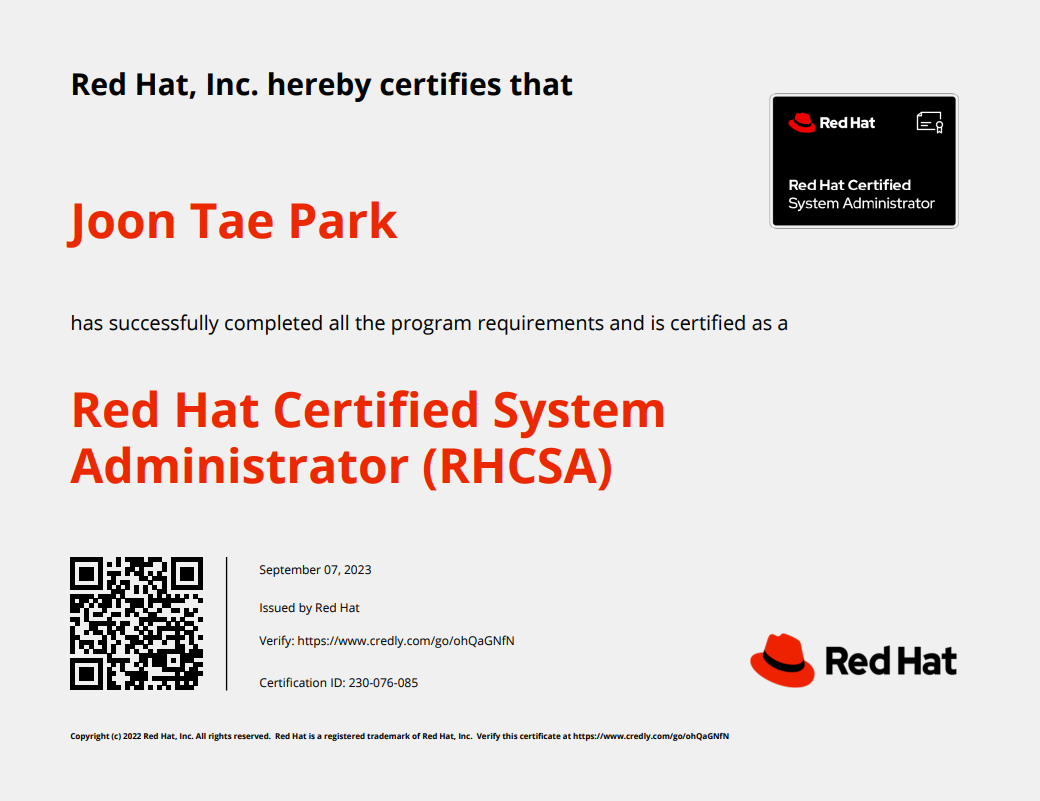 Red Hat, Inc. hereby certifies that
Red Hat
Red Hat Certified
System Administrator
Joon Tae Park
has successfully completed all the program requirements and is certified as a
Red Hat Certified System
Administrator (RHCSA)
September 07, 2023
Issued by Red Hat
Verify: https://www.credly.com/go/ohQaGNfN
Certification ID: 230-076-085
Red Hat
Copyright (c) 2022 Red Hat, Inc. All rights reserved.  Red Hat is a registered trademark of Red Hat, Inc.  Verify this certificate at https://www.credly.com/go/ohQaGNfN